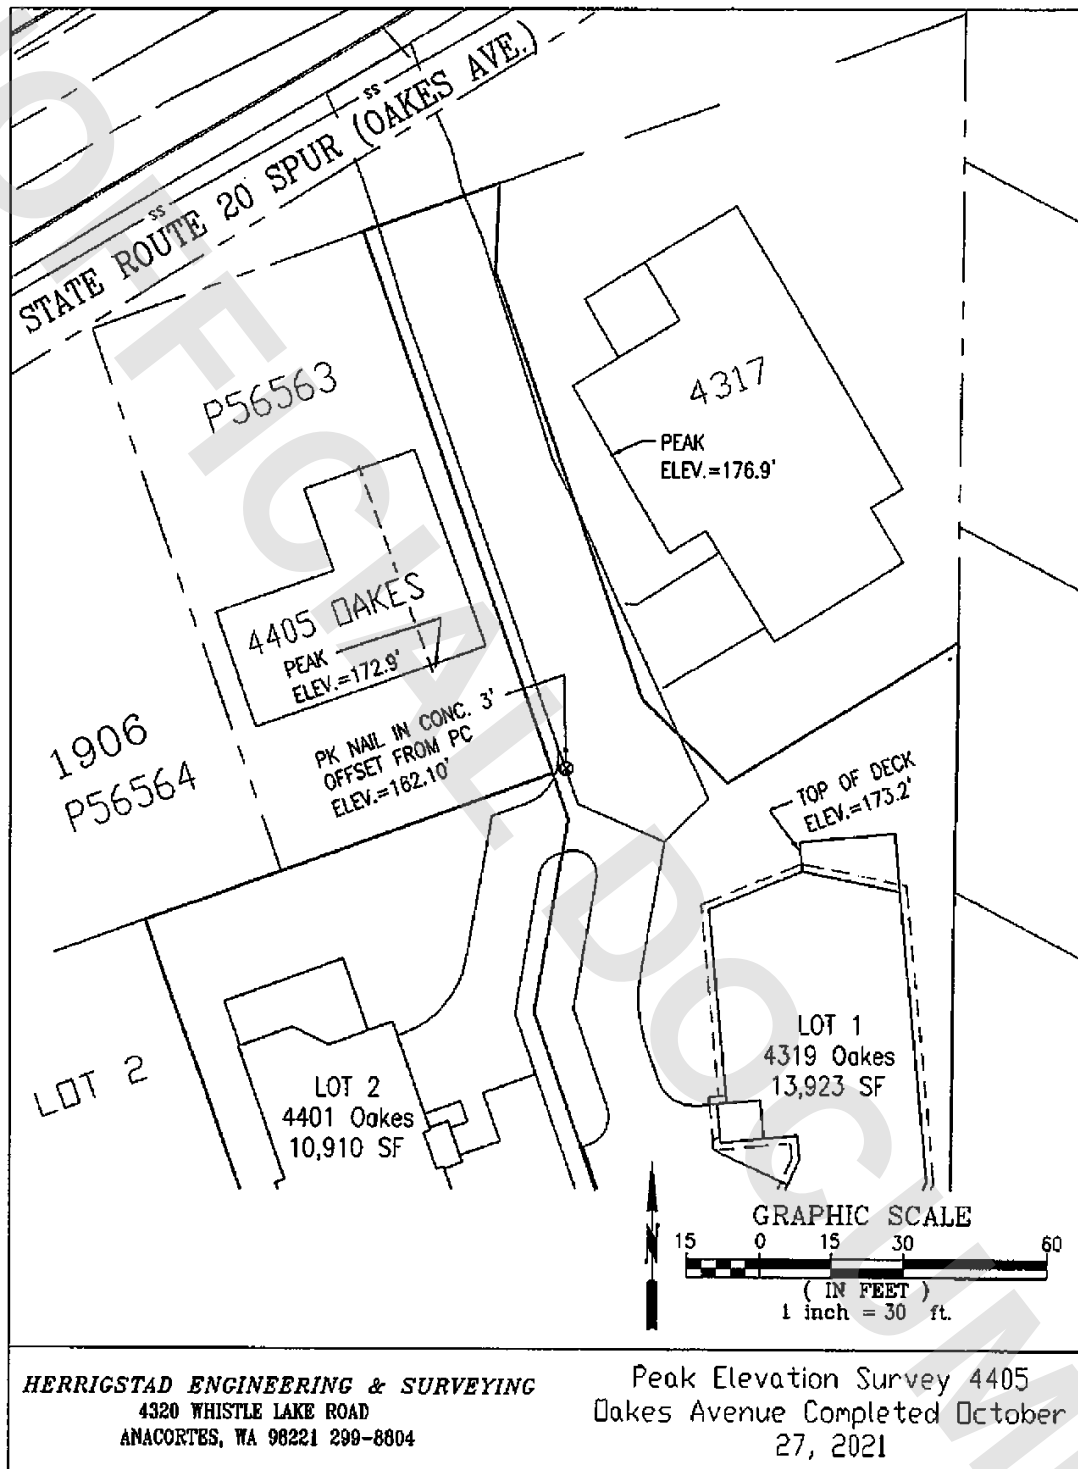 SS
STATE ROUTE 20 SPUR (OAKES AVE.)
SS
P56563
4317
PEAK
ELEV.=176.9'
4405 OAKES
PEAK
ELEV.=172.9'
1906
P56564
PK NAIL IN CONC. 3'
OFFSET FROM PC
ELEV.=162.10'
TOP OF DECK
ELEV.=173.2'
LOT 2
LOT 2
4401 Oakes
10,910 SF
LOT 1
4319 Oakes
13,923 SF
N
GRAPHIC SCALE
15 0 15 30 60
( IN FEET )
1 inch = 30 ft.
HERRIGSTAD ENGINEERING & SURVEYING
4320 WHISTLE LAKE ROAD
ANACORTES, WA 98221 299-8804
Peak Elevation Survey 4405
Oakes Avenue Completed October
27, 2021
OFFICIAL DOCUM